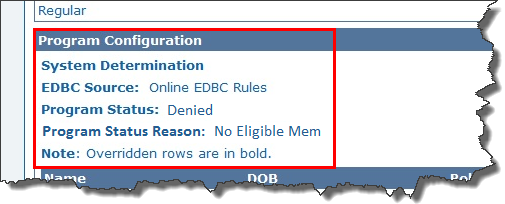 Regular
Program Configuration
System Determination
EDBC Source: Online EDBC Rules
Program Status: Denied
Program Status Reason: No Eligible Mem
Note: Overridden rows are in bold.
Name DOB